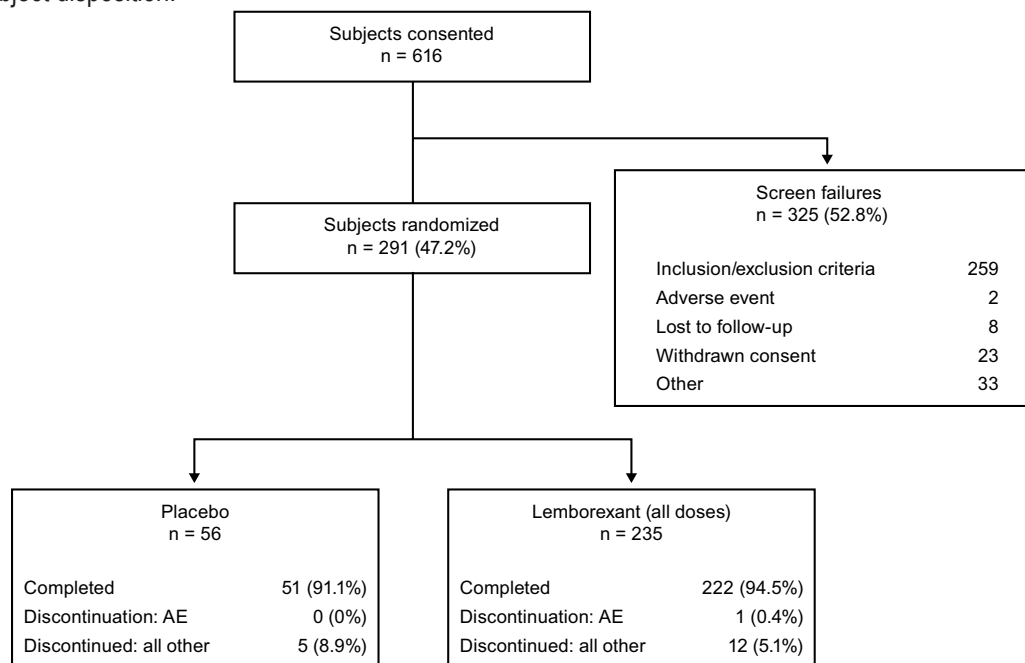 Subjects consented
n = 616
Screen failures
n = 325 (52.8%)
Inclusion/exclusion criteria 259
Adverse event 2
Lost to follow-up 8
Withdrawn consent 23
Other 33
Subjects randomized
n = 291 (47.2%)
Placebo
n = 56
Completed 51 (91.1%)
Discontinuation: AE 0 (0%)
Discontinued: all other 5 (8.9%)
Lemborexant (all doses)
n = 235
Completed 222 (94.5%)
Discontinuation: AE 1 (0.4%)
Discontinued: all other 12 (5.1%)